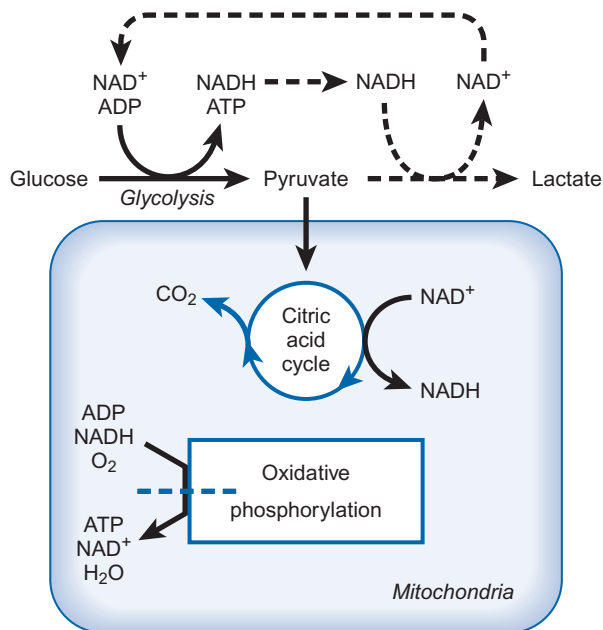 NAD⁺ NADH NADH NAD⁺
ADP ATP
Glucose Pyruvate Lactate
Glycolysis
CO₂
Citric
acid
cycle
NAD⁺
NADH
ADP
NADH
O₂
Oxidative
phosphorylation
ATP
NAD⁺
H₂O
Mitochondria